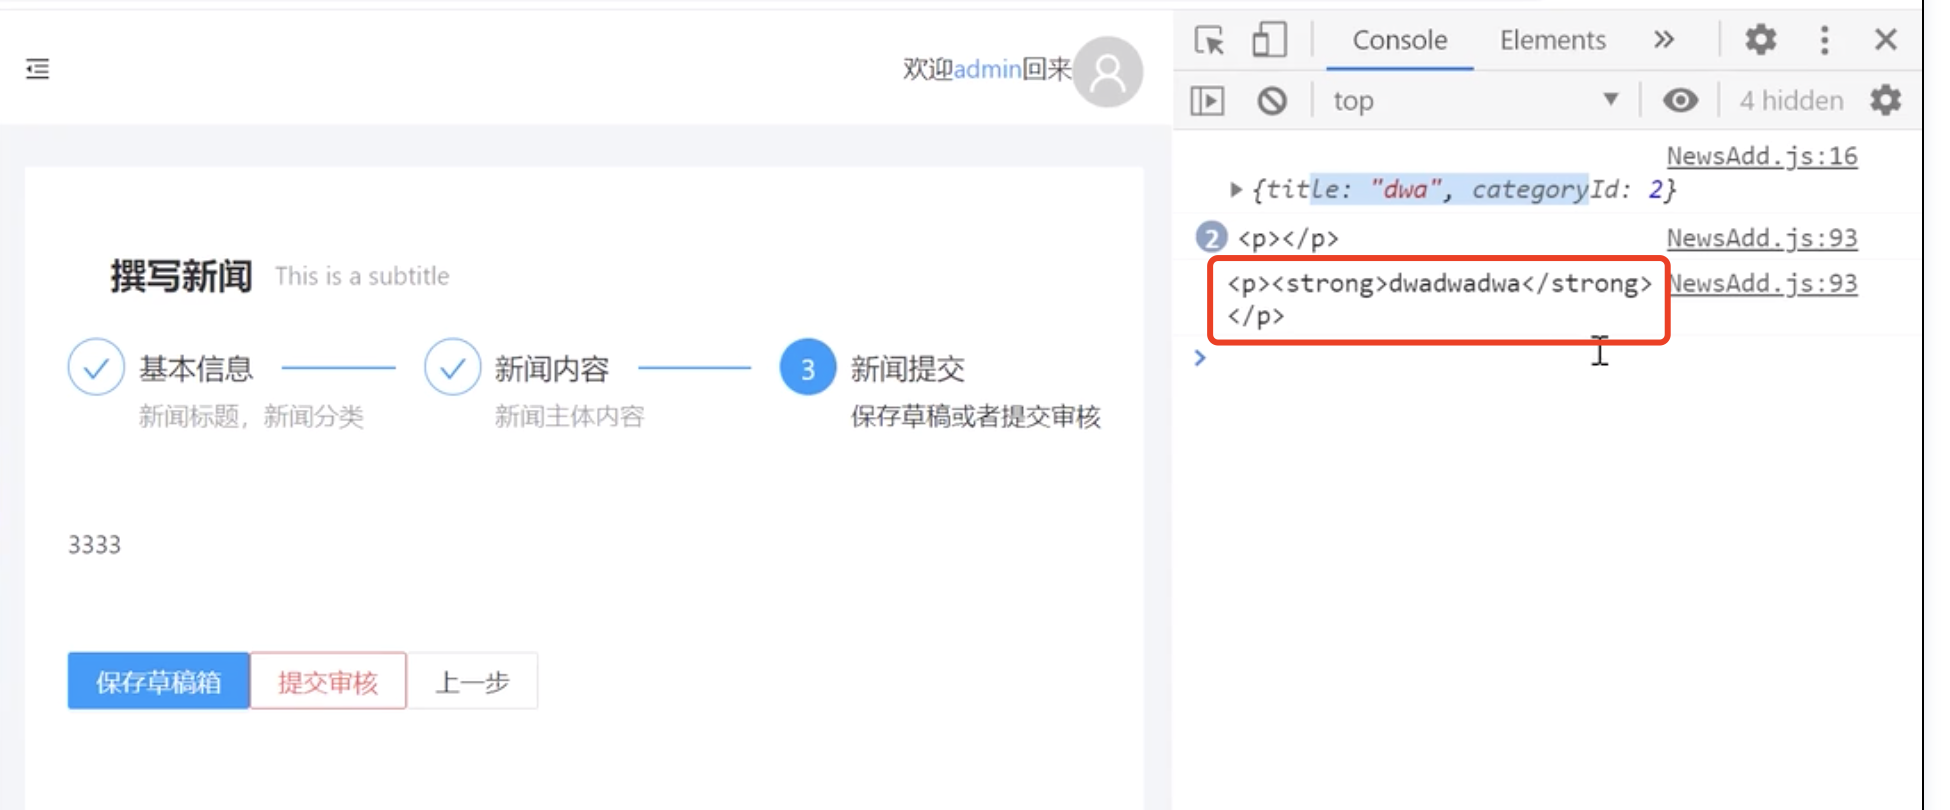 欢迎admin回来
撰写新闻 This is a subtitle
基本信息
新闻标题，新闻分类
新闻内容
新闻主体内容
3 新闻提交
保存草稿或者提交审核
3333
保存草稿箱 提交审核 上一步
Console Elements »
top ▼ 4 hidden
NewsAdd.js:16
{title: "dwa", categoryId: 2}
2 <p></p> NewsAdd.js:93
<p><strong>dwadwadwa</strong> NewsAdd.js:93
</p>
>